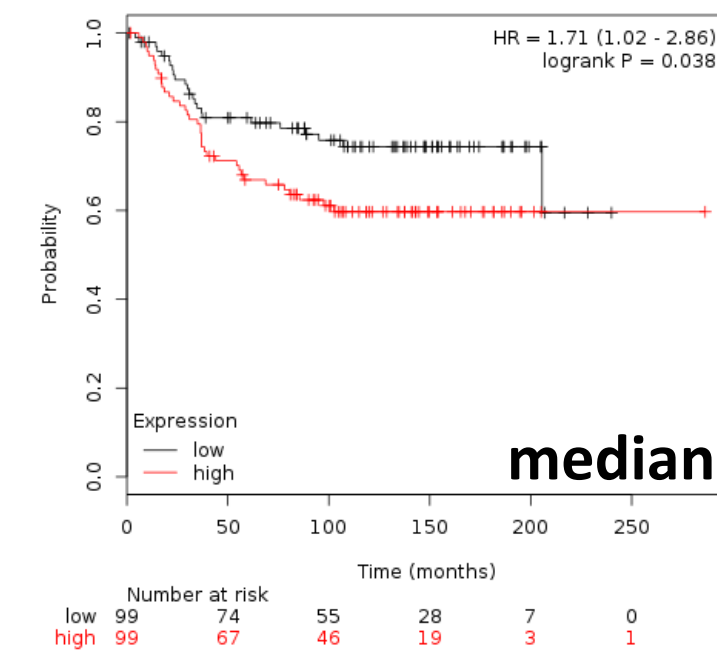 HR = 1.71 (1.02 - 2.86)
logrank P = 0.038
1.0
0.8
0.6
0.4
0.2
0.0
Probability
Expression
low
high
median
0 50 100 150 200 250
Time (months)
Number at risk
low 99 74 55 28 7 0
high 99 67 46 19 3 1